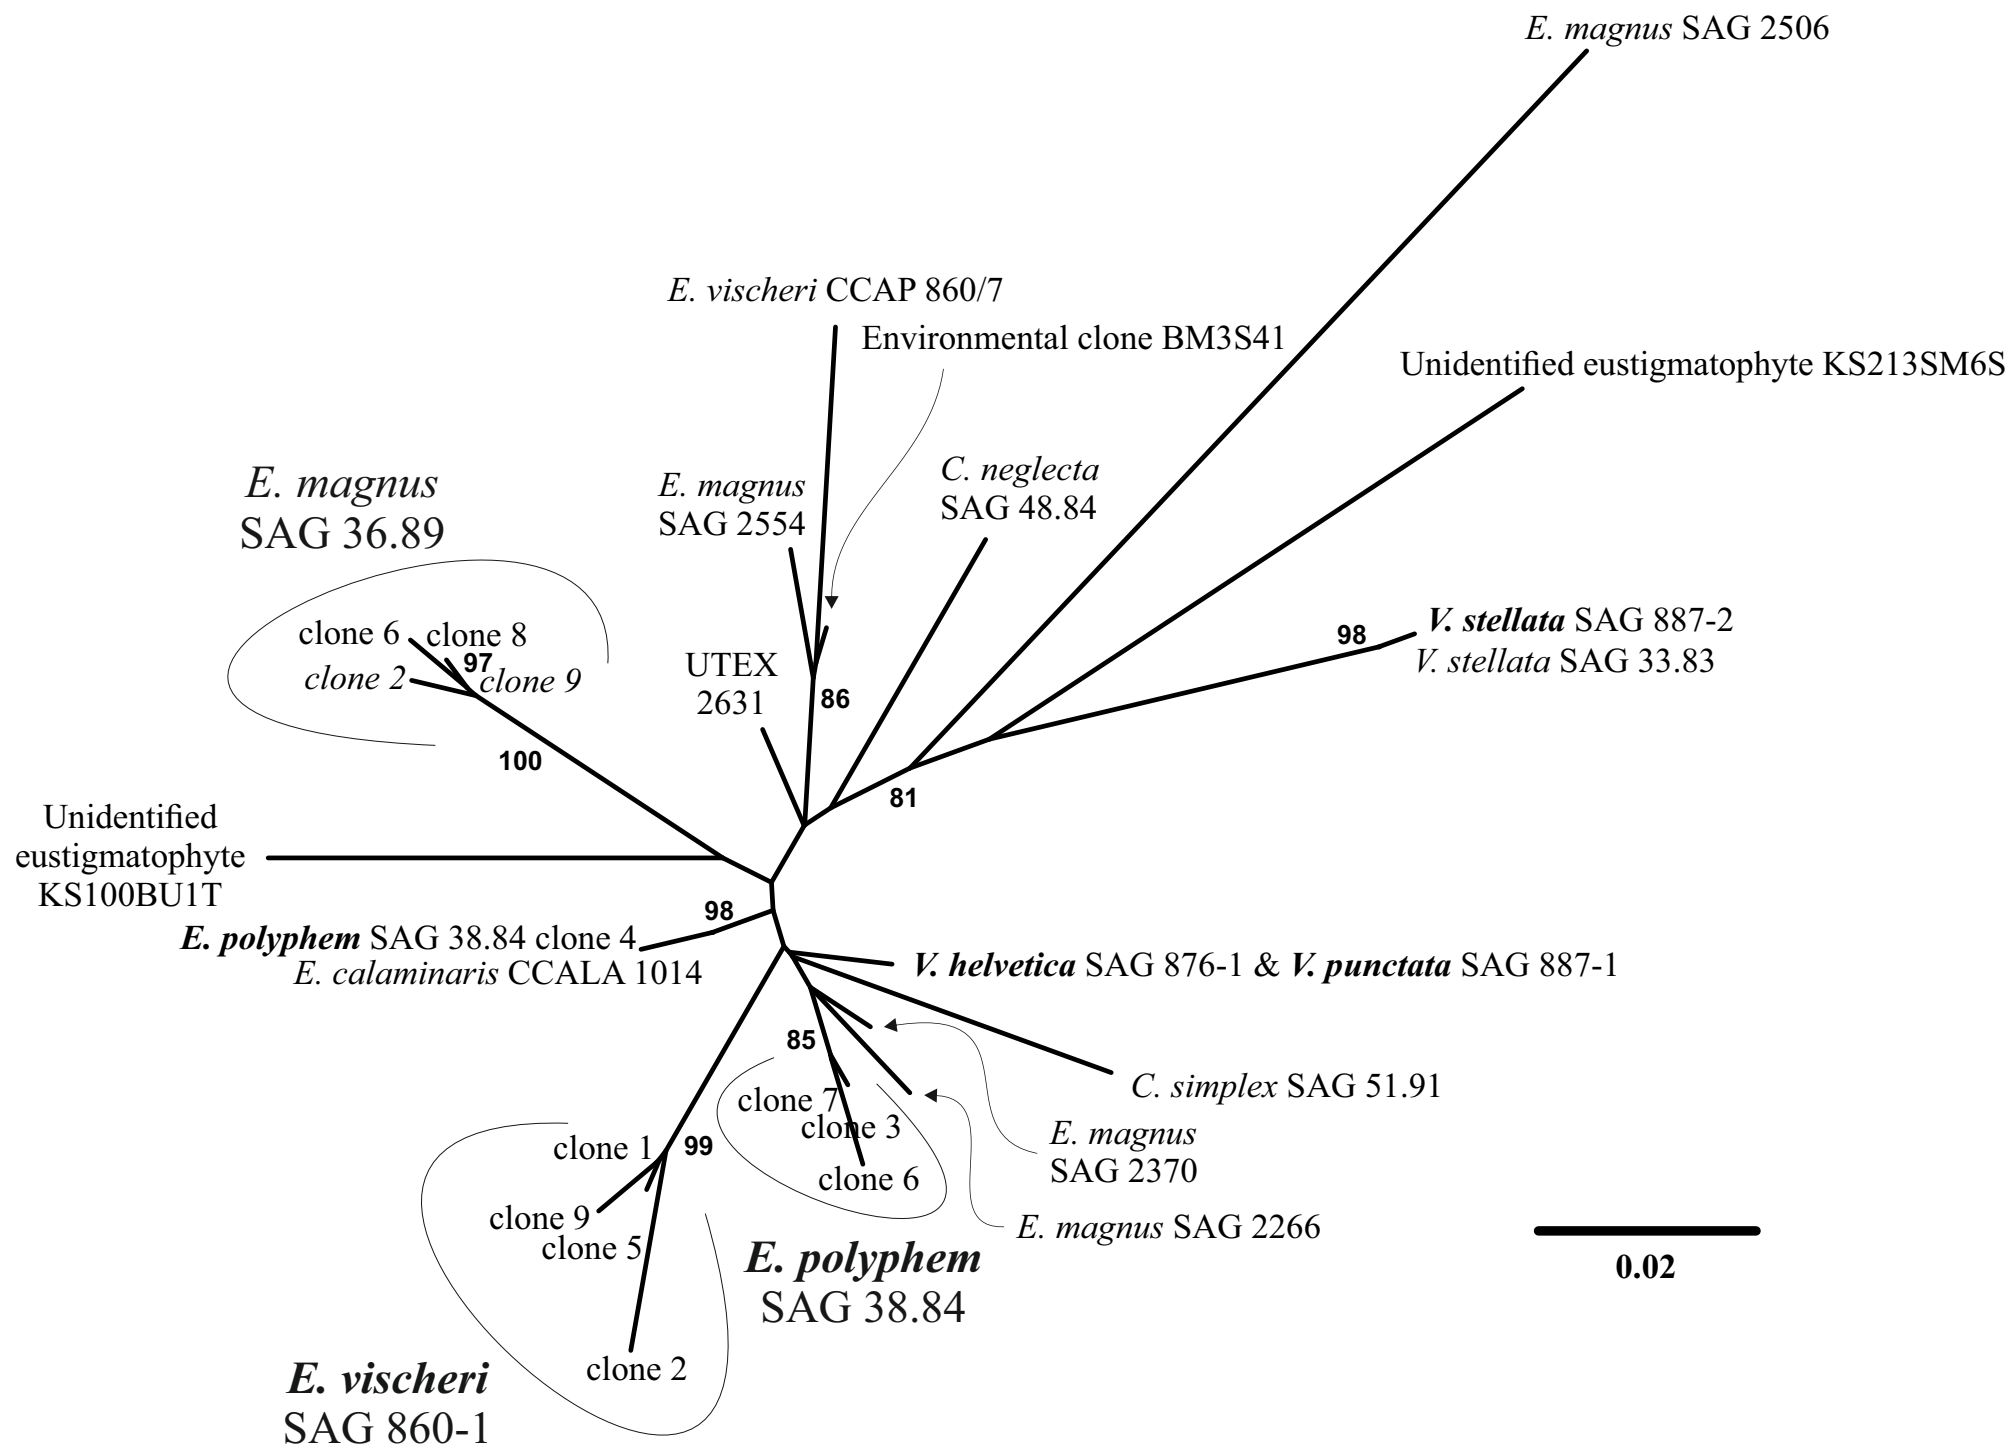 E. magnus SAG 2506
E. vischeri CCAP 860/7
Environmental clone BM3S41
Unidentified eustigmatophyte KS213SM6S
C. neglecta
SAG 48.84
E. magnus
SAG 2554
E. magnus
SAG 36.89
clone 6
clone 8
97
clone 2
clone 9
100
UTEX
2631
86
98
V. stellata SAG 887-2
V. stellata SAG 33.83
81
Unidentified
eustigmatophyte
KS100BU1T
98
E. polyphem SAG 38.84 clone 4
E. calaminaris CCALA 1014
V. helvetica SAG 876-1 & V. punctata SAG 887-1
85
C. simplex SAG 51.91
clone 7
clone 3
clone 6
E. magnus
SAG 2370
E. magnus SAG 2266
E. polyphem
SAG 38.84
99
clone 1
clone 9
clone 5
clone 2
E. vischeri
SAG 860-1
0.02